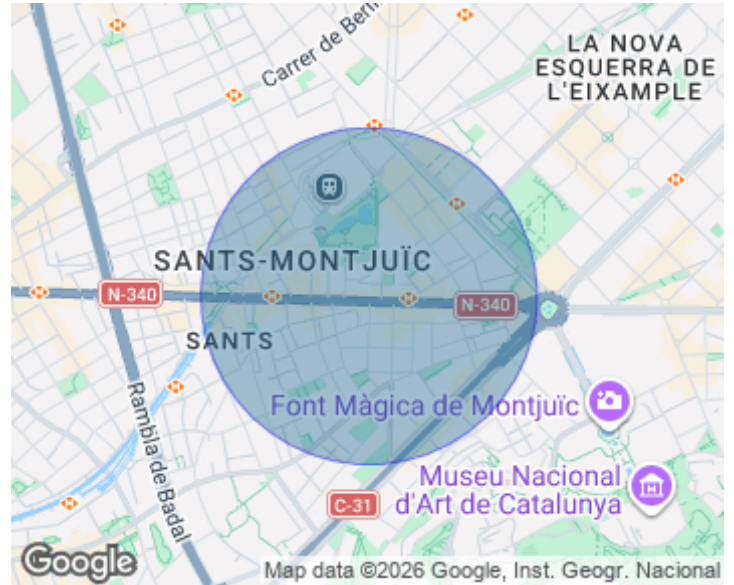 Carrer de Berl
LA NOVA
ESQUERRA DE
L'EIXAMPLE
SANTS-MONTJUÏC
N-340
N-340
SANTS
Rambla de Badal
Font Màgica de Montjuïc
Museu Nacional
d'Art de Catalunya
C-31
Google
Map data ©2026 Google, Inst. Geogr. Nacional